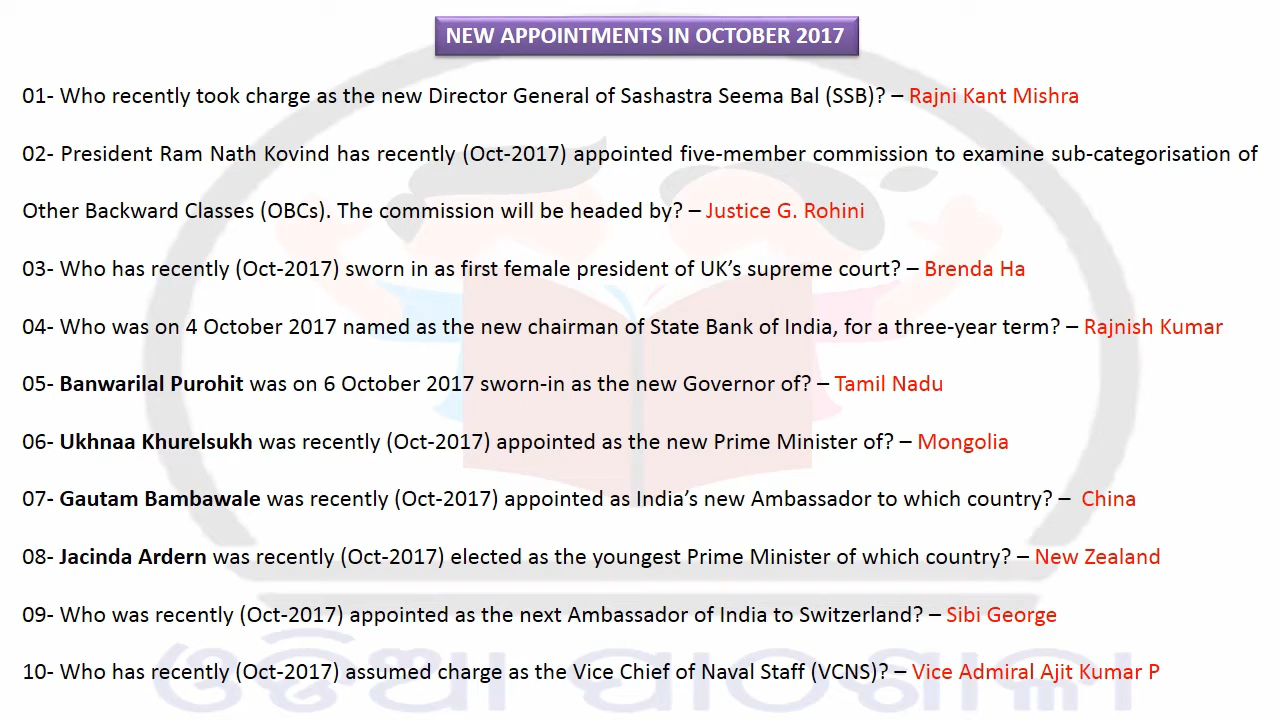 NEW APPOINTMENTS IN OCTOBER 2017
01- Who recently took charge as the new Director General of Sashastra Seema Bal (SSB)? – Rajni Kant Mishra
02- President Ram Nath Kovind has recently (Oct-2017) appointed five-member commission to examine sub-categorisation of
Other Backward Classes (OBCs). The commission will be headed by? – Justice G. Rohini
03- Who has recently (Oct-2017) sworn in as first female president of UK’s supreme court? – Brenda Ha
04- Who was on 4 October 2017 named as the new chairman of State Bank of India, for a three-year term? – Rajnish Kumar
05- Banwarilal Purohit was on 6 October 2017 sworn-in as the new Governor of? – Tamil Nadu
06- Ukhnaa Khurelsukh was recently (Oct-2017) appointed as the new Prime Minister of? – Mongolia
07- Gautam Bambawale was recently (Oct-2017) appointed as India’s new Ambassador to which country? – China
08- Jacinda Ardern was recently (Oct-2017) elected as the youngest Prime Minister of which country? – New Zealand
09- Who was recently (Oct-2017) appointed as the next Ambassador of India to Switzerland? – Sibi George
10- Who has recently (Oct-2017) assumed charge as the Vice Chief of Naval Staff (VCNS)? – Vice Admiral Ajit Kumar P
ଓଡ଼ିଆ ପାଠଶାଳା